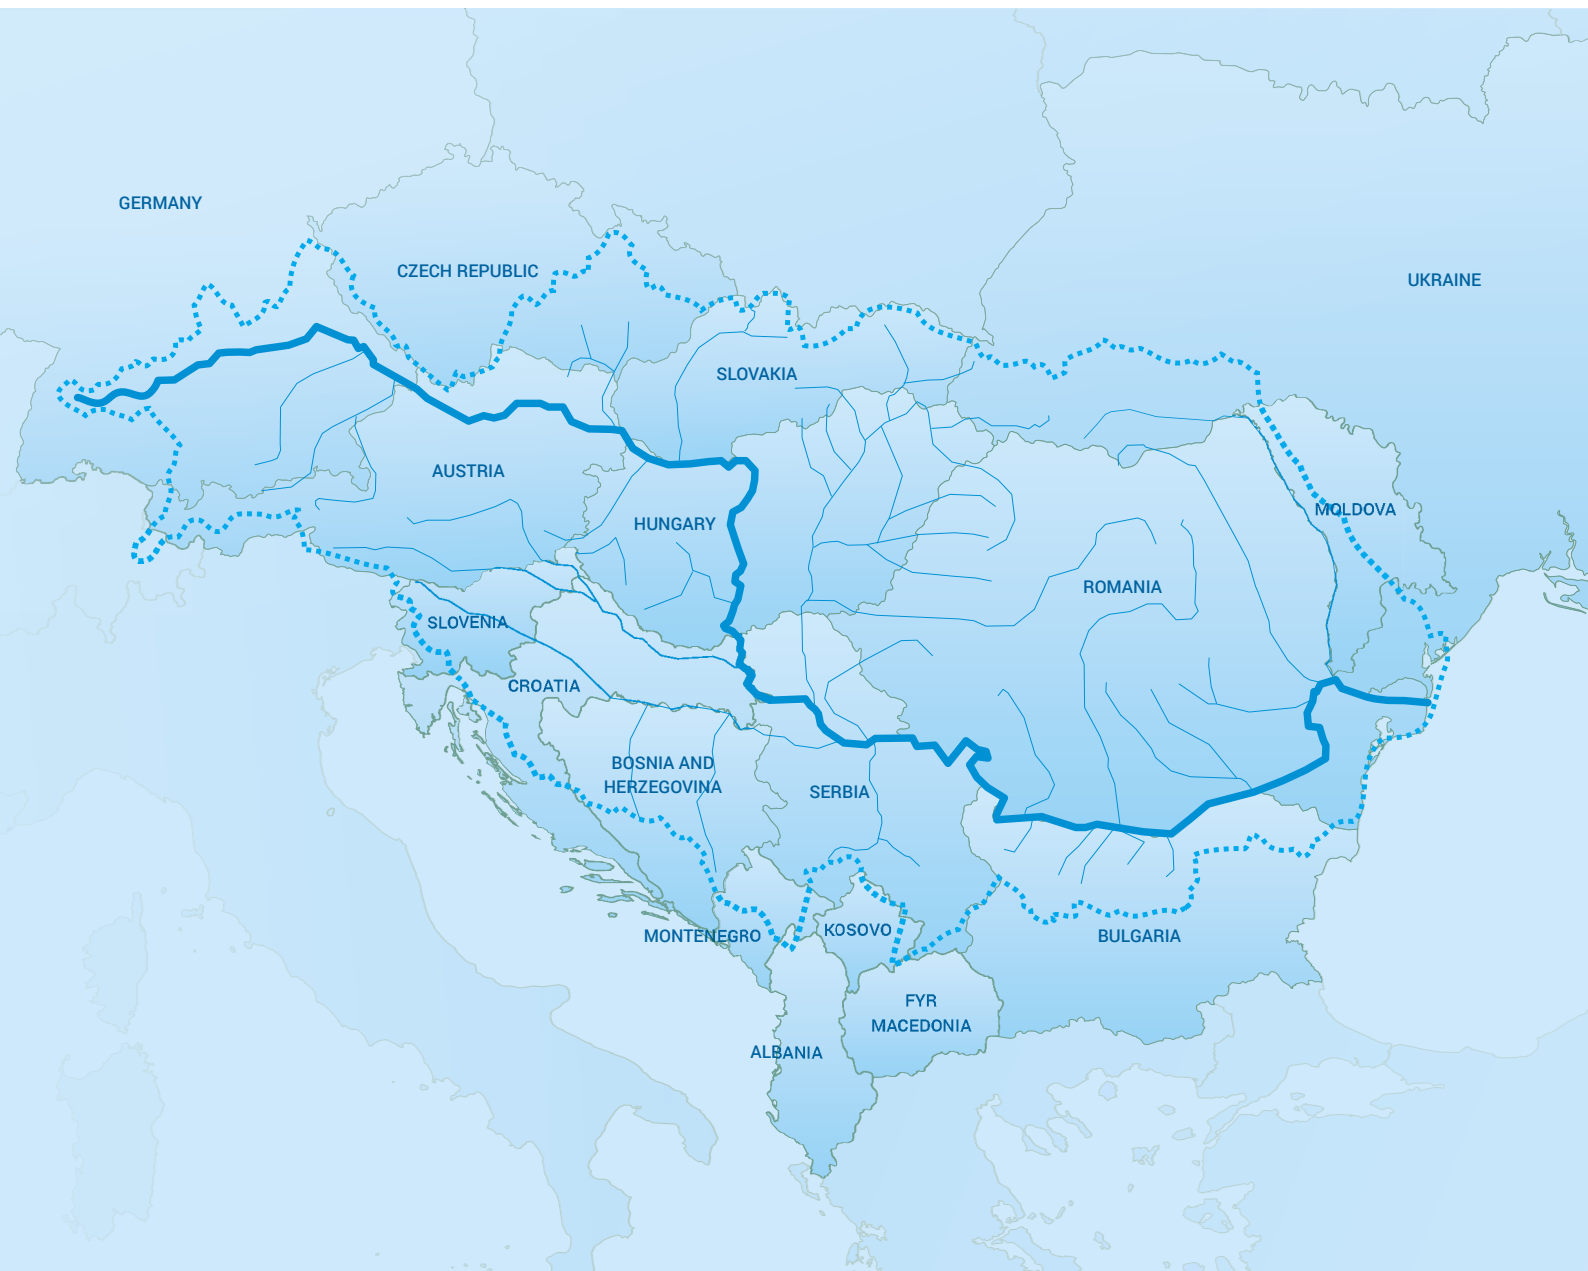 GERMANY
CZECH REPUBLIC
UKRAINE
SLOVAKIA
AUSTRIA
MOLDOVA
HUNGARY
ROMANIA
SLOVENIA
CROATIA
BOSNIA AND
HERZEGOVINA
SERBIA
MONTENEGRO
KOSOVO
BULGARIA
FYR
MACEDONIA
ALBANIA